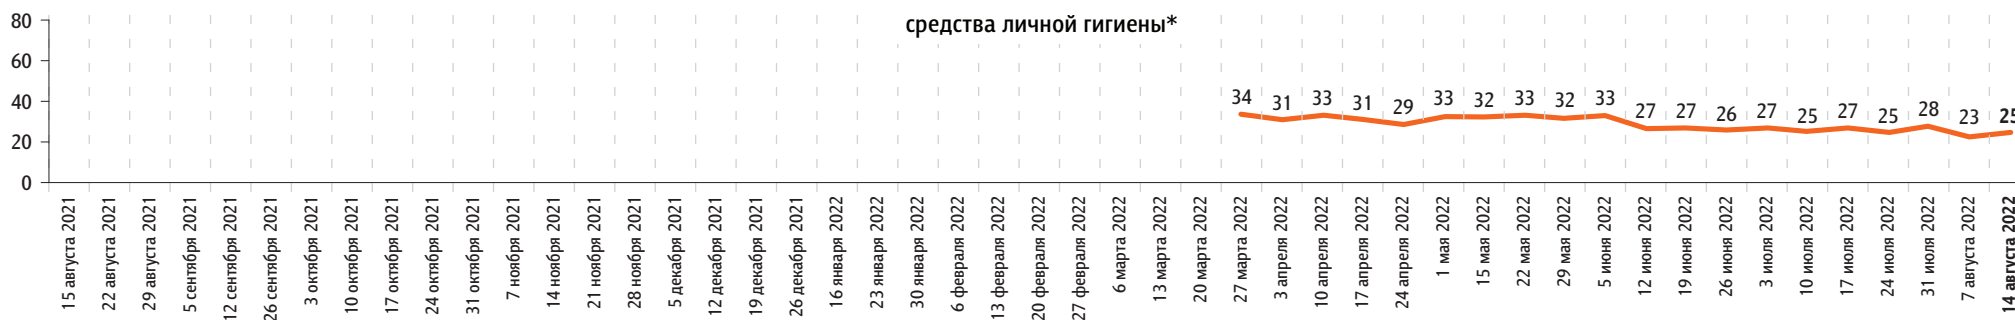 средства личной гигиены*
80
60
40
20
0
34 31 33 31 29 33 32 33 32 33 27 27 26 27 25 27 25 28 23 25
15 августа 2021
22 августа 2021
29 августа 2021
5 сентября 2021
12 сентября 2021
26 сентября 2021
3 октября 2021
10 октября 2021
17 октября 2021
24 октября 2021
31 октября 2021
7 ноября 2021
14 ноября 2021
21 ноября 2021
28 ноября 2021
5 декабря 2021
12 декабря 2021
19 декабря 2021
26 декабря 2021
16 января 2022
23 января 2022
30 января 2022
6 февраля 2022
13 февраля 2022
20 февраля 2022
27 февраля 2022
6 марта 2022
13 марта 2022
20 марта 2022
27 марта 2022
3 апреля 2022
10 апреля 2022
17 апреля 2022
24 апреля 2022
1 мая 2022
15 мая 2022
22 мая 2022
29 мая 2022
5 июня 2022
12 июня 2022
19 июня 2022
26 июня 2022
3 июля 2022
10 июля 2022
17 июля 2022
24 июля 2022
31 июля 2022
7 августа 2022
14 августа 2022